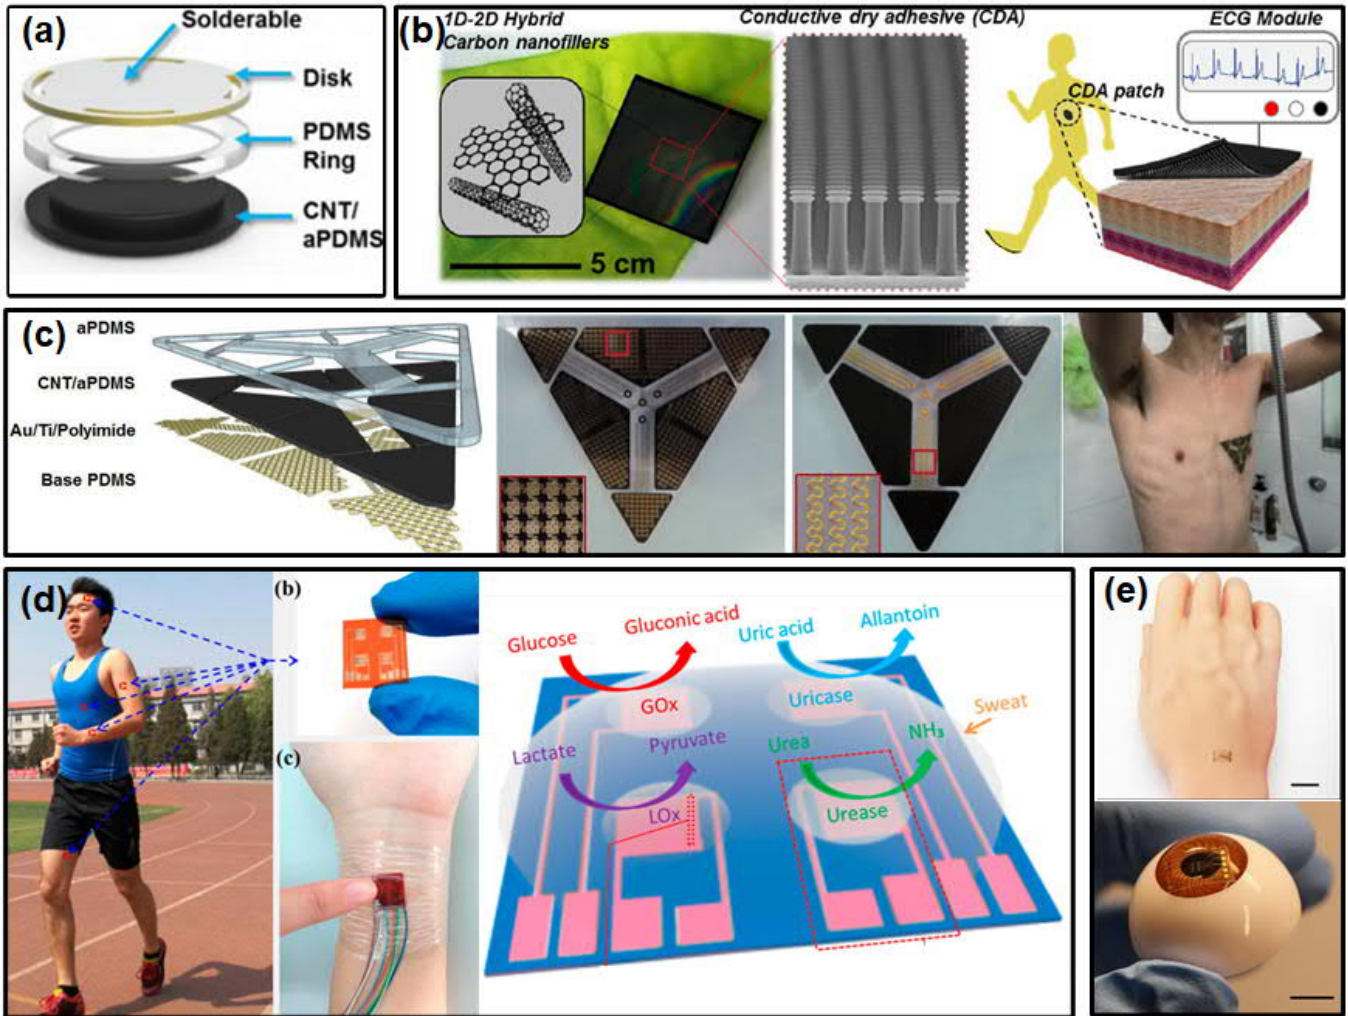 (a)
Solderable
Disk
PDMS
Ring
CNT/
aPDMS
(b)
1D-2D Hybrid
Carbon nanofillers
Conductive dry adhesive (CDA)
ECG Module
CDA patch
5 cm
(c)
aPDMS
CNT/aPDMS
Au/Ti/Polyimide
Base PDMS
(d)
(b)
(c)
Glucose
Gluconic acid
GOx
Uric acid
Allantoin
Uricase
Sweat
Lactate
Pyruvate
LOx
Urea
NH₃
Urease
(e)